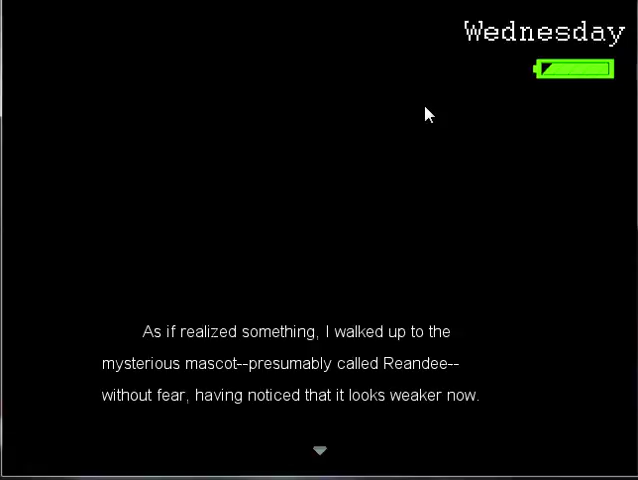 Wednesday
As if realized something, I walked up to the
mysterious mascot--presumably called Reandee--
without fear, having noticed that it looks weaker now.